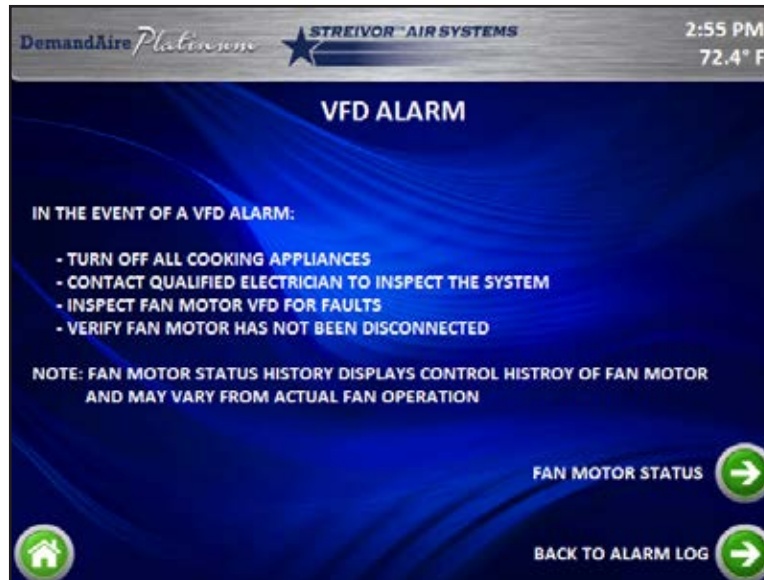 DemandAire Platinum
STREIVOR™ AIR SYSTEMS
2:55 PM
72.4° F
VFD ALARM
IN THE EVENT OF A VFD ALARM:
- TURN OFF ALL COOKING APPLIANCES
- CONTACT QUALIFIED ELECTRICIAN TO INSPECT THE SYSTEM
- INSPECT FAN MOTOR VFD FOR FAULTS
- VERIFY FAN MOTOR HAS NOT BEEN DISCONNECTED
NOTE: FAN MOTOR STATUS HISTORY DISPLAYS CONTROL HISTROY OF FAN MOTOR
AND MAY VARY FROM ACTUAL FAN OPERATION
FAN MOTOR STATUS
BACK TO ALARM LOG